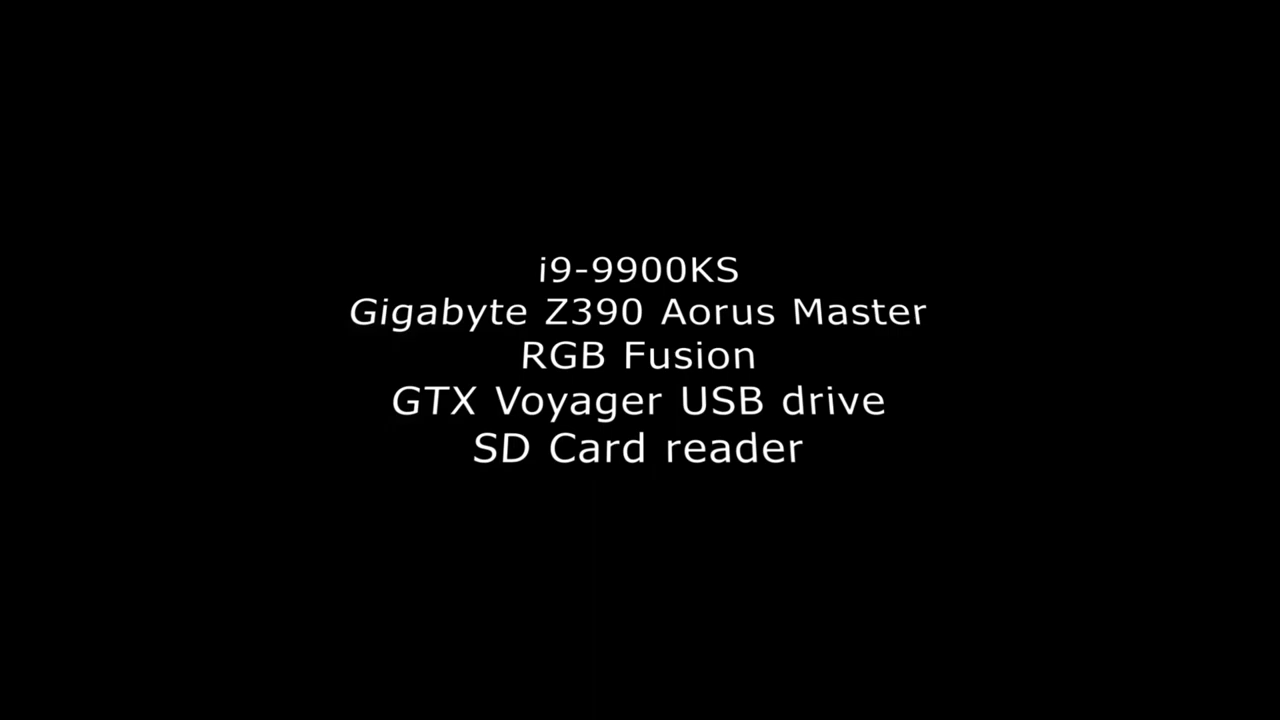 i9-9900KS
Gigabyte Z390 Aorus Master
RGB Fusion
GTX Voyager USB drive
SD Card reader